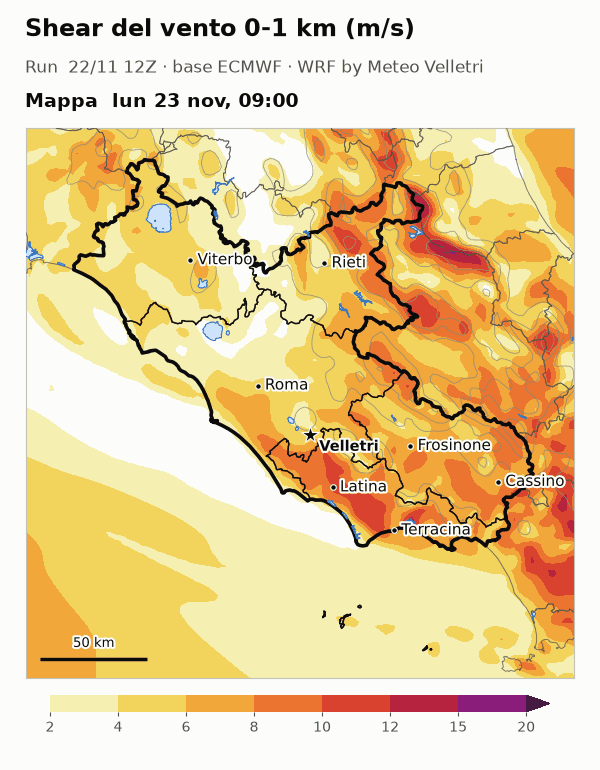 Shear del vento 0-1 km (m/s)
Run  22/11 12Z · base ECMWF · WRF by Meteo Velletri
Mappa  lun 23 nov, 09:00
Viterbo
Rieti
Roma
Velletri
Frosinone
Latina
Cassino
Terracina
50 km
2 4 6 8 10 12 15 20